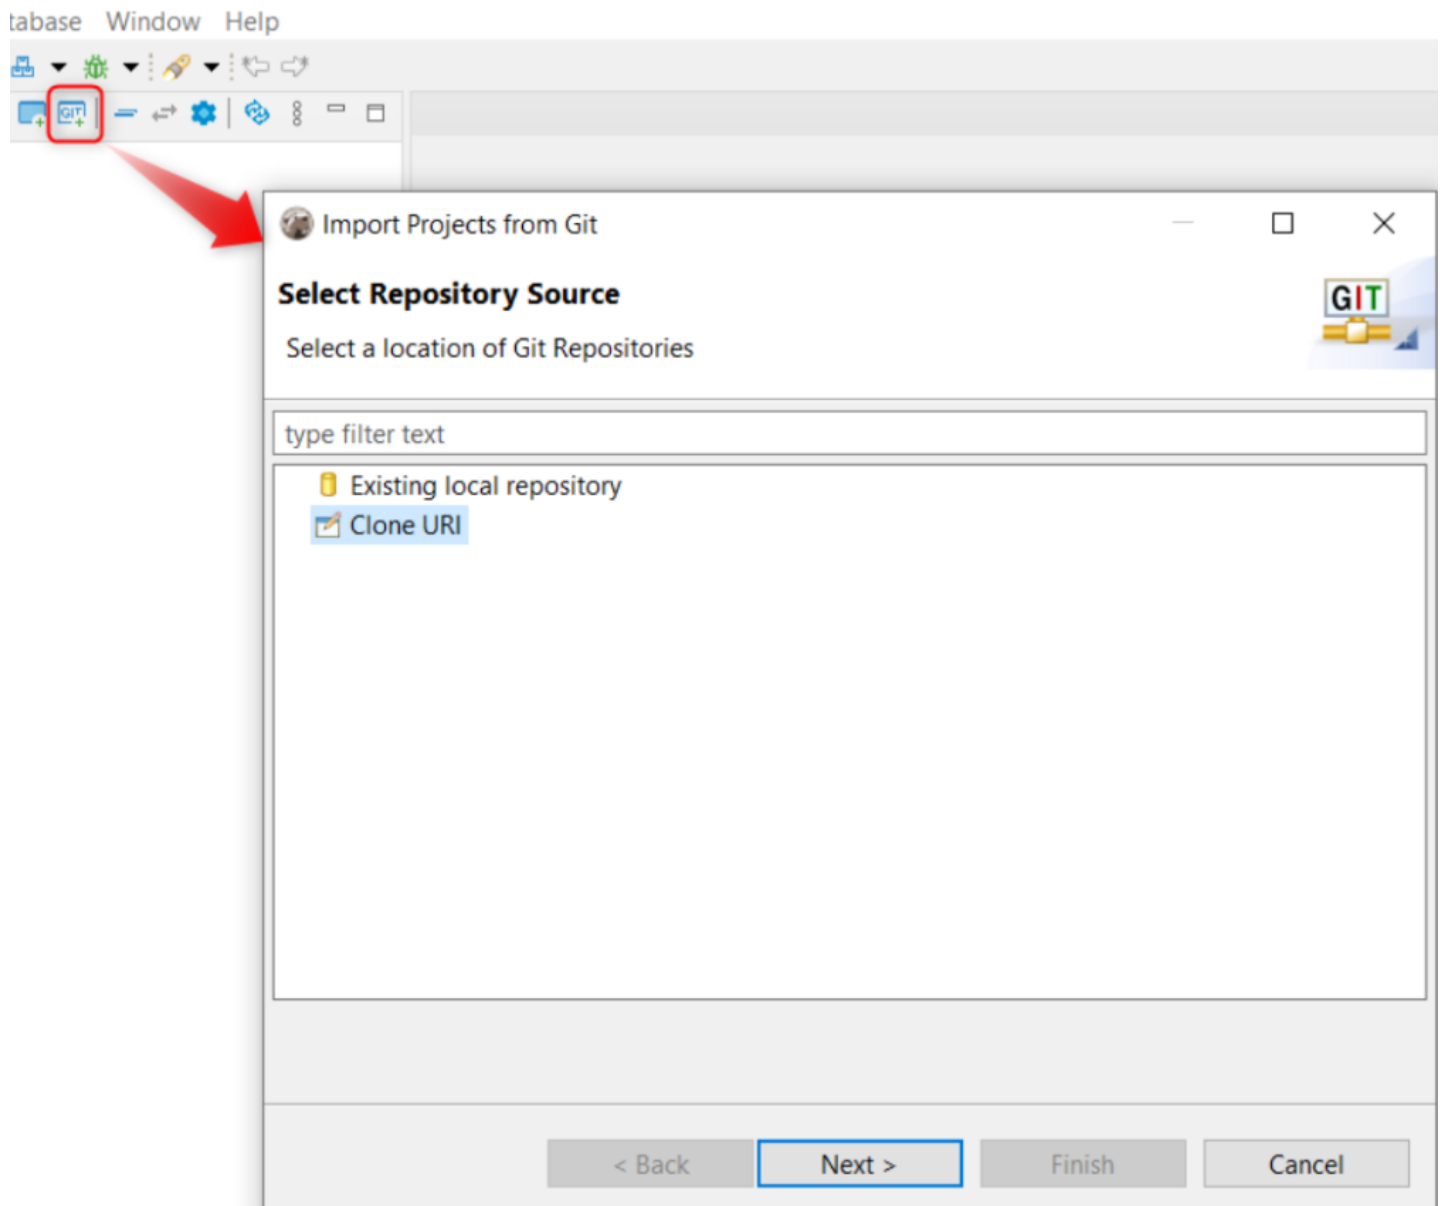 tabase Window Help
GIT
Import Projects from Git
Select Repository Source
Select a location of Git Repositories
GIT
type filter text
Existing local repository
Clone URI
< Back Next > Finish Cancel